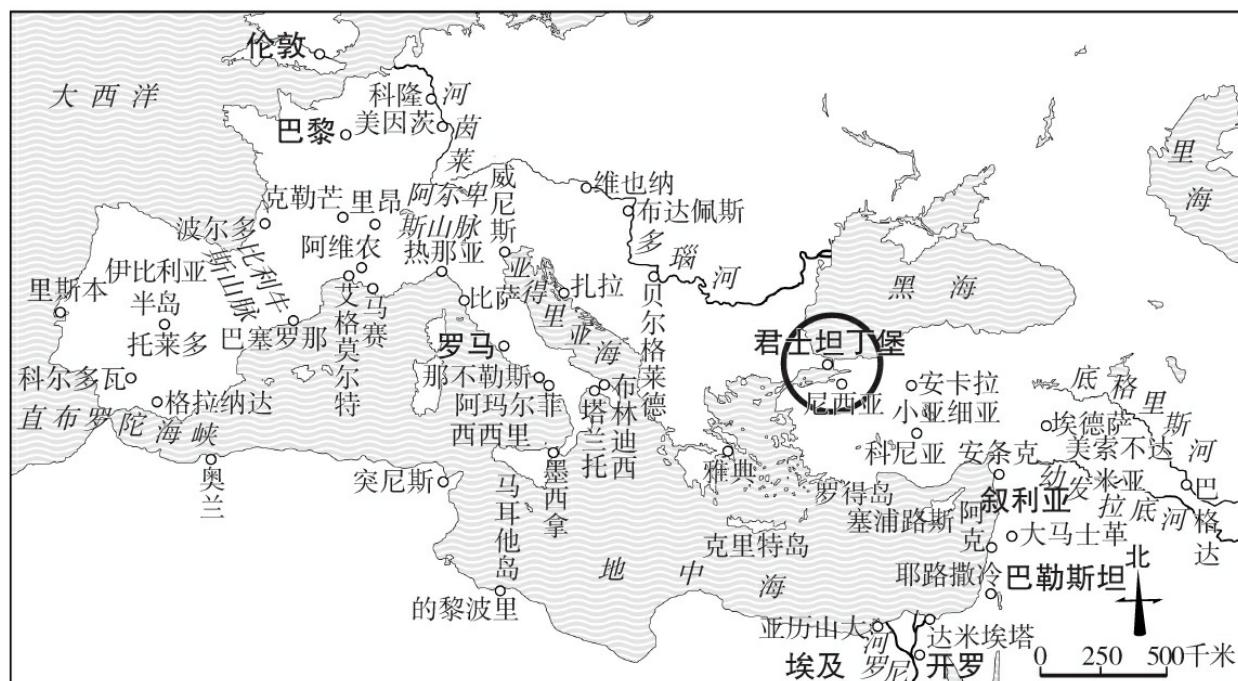 伦敦
大西洋
科隆
美因茨
莱茵河
巴黎
里海
克勒芒
里昂
阿尔卑
斯山脉
威尼斯
维也纳
布达佩斯
多瑙河
波尔多
阿维农
热那亚
比利牛
斯山脉
伊比利亚
半岛
里斯本
托莱多
巴塞罗那
艾格莫尔特
马赛
比萨
亚得里亚海
扎拉
贝尔格莱德
黑海
君士坦丁堡
尼西亚
罗马
科尔多瓦
格拉纳达
直布罗陀海峡
那不勒斯
阿玛尔菲
西西里
塔兰托
布林迪西
安卡拉
小亚细亚
科尼亚
底格里斯河
埃德萨
美索不达
米亚
安条克
幼发拉底河
巴格达
奥兰
突尼斯
马耳他岛
墨西拿
雅典
罗得岛
塞浦路斯
叙利亚
阿克
大马士革
克里特岛
地中海
耶路撒冷
巴勒斯坦
北
的黎波里
亚历山大
达米埃塔
埃及
尼罗河
开罗
0 250 500千米